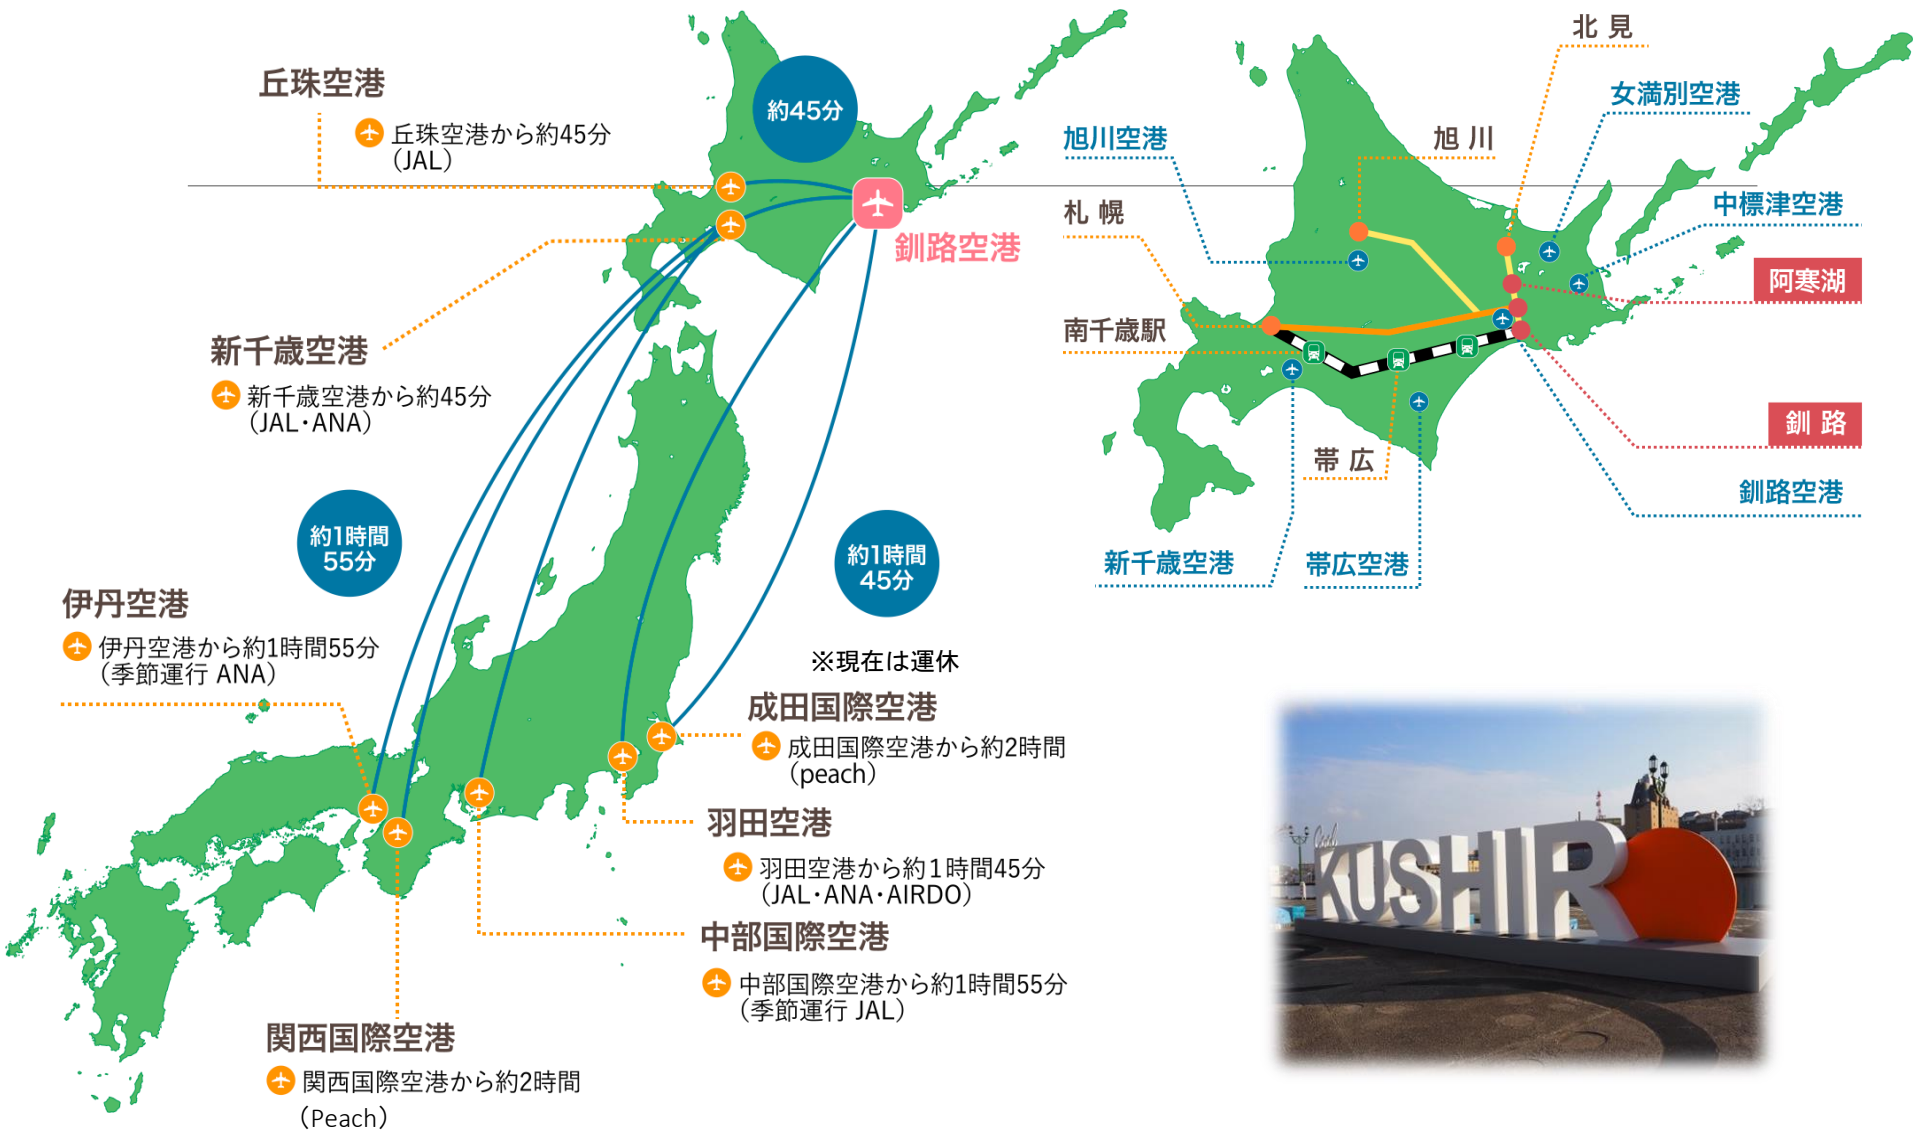 丘珠空港
丘珠空港から約45分
（JAL）
約45分
釧路空港
新千歳空港
新千歳空港から約45分
（JAL・ANA）
約1時間
55分
約1時間
45分
伊丹空港
伊丹空港から約1時間55分
（季節運行 ANA）
※現在は運休
成田国際空港
成田国際空港から約2時間
（peach）
羽田空港
羽田空港から約1時間45分
（JAL・ANA・AIRDO）
中部国際空港
中部国際空港から約1時間55分
（季節運行 JAL）
関西国際空港
関西国際空港から約2時間
（Peach）
北 見
女満別空港
旭川空港
旭 川
札 幌
中標津空港
阿寒湖
南千歳駅
釧 路
帯 広
釧路空港
新千歳空港
帯広空港
Cool
KUSHIRO